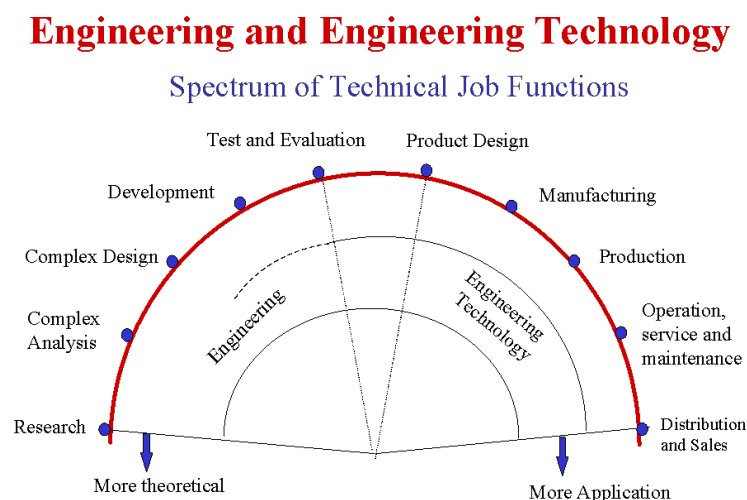 Engineering and Engineering Technology
Spectrum of Technical Job Functions
Test and Evaluation
Product Design
Development
Manufacturing
Complex Design
Production
Engineering
Engineering
Technology
Complex
Analysis
Operation,
service and
maintenance
Research
Distribution
and Sales
More theoretical
More Application